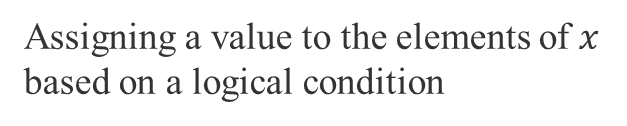 Assigning a value to the elements of x
based on a logical condition